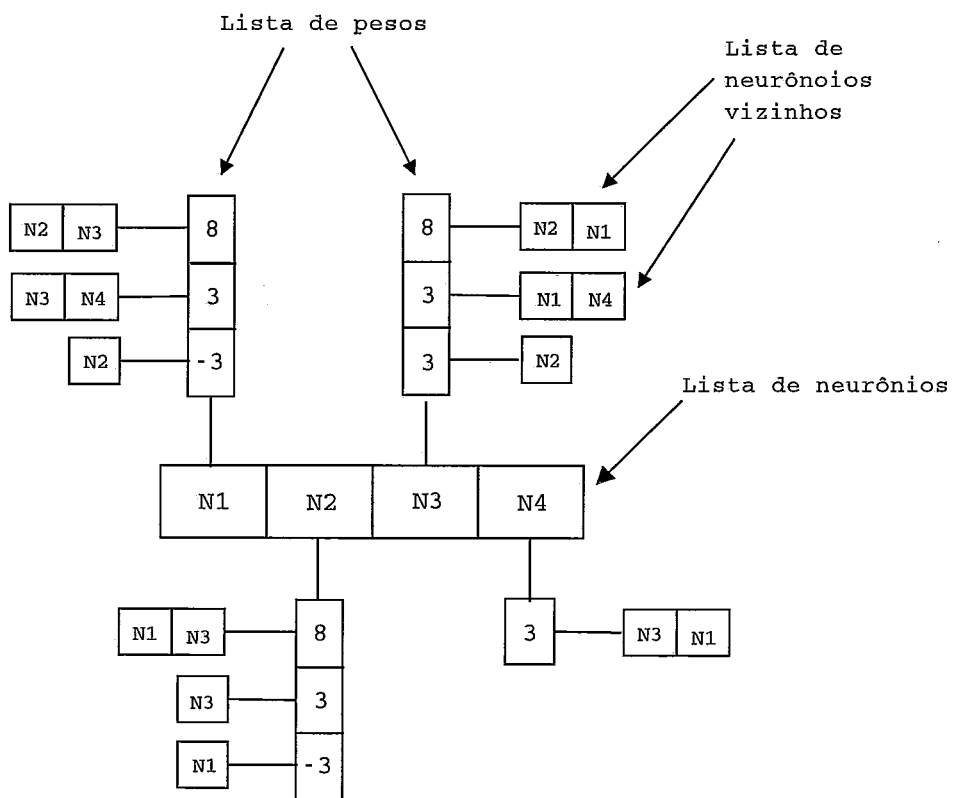 Lista de pesos
Lista de
neurônoios
vizinhos
N2 N3 8
8 N2 N1
N3 N4 3
3 N1 N4
N2 -3
3 N2
Lista de neurônios
N1 N2 N3 N4
N1 N3 8
3 N3 N1
N3 3
N1 -3